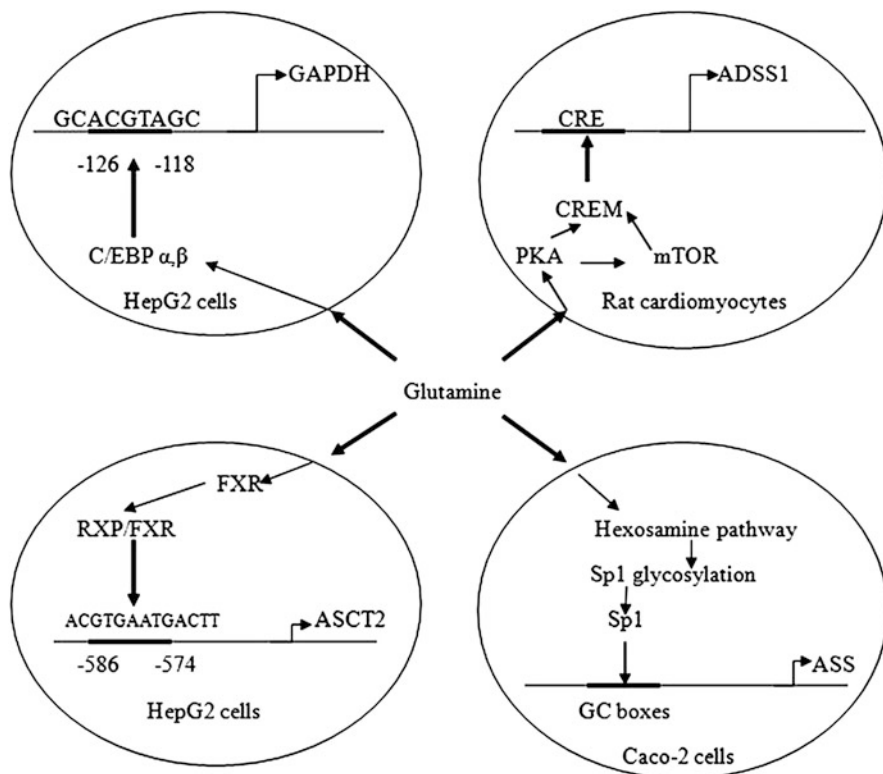 GAPDH
GCACGTAGC
-126 -118
C/EBP α,β
HepG2 cells
ADSS1
CRE
CREM
PKA mTOR
Rat cardiomyocytes
Glutamine
FXR
RXP/FXR
ACGTGAATGACTT
ASCT2
-586 -574
HepG2 cells
Hexosamine pathway
Sp1 glycosylation
Sp1
ASS
GC boxes
Caco-2 cells